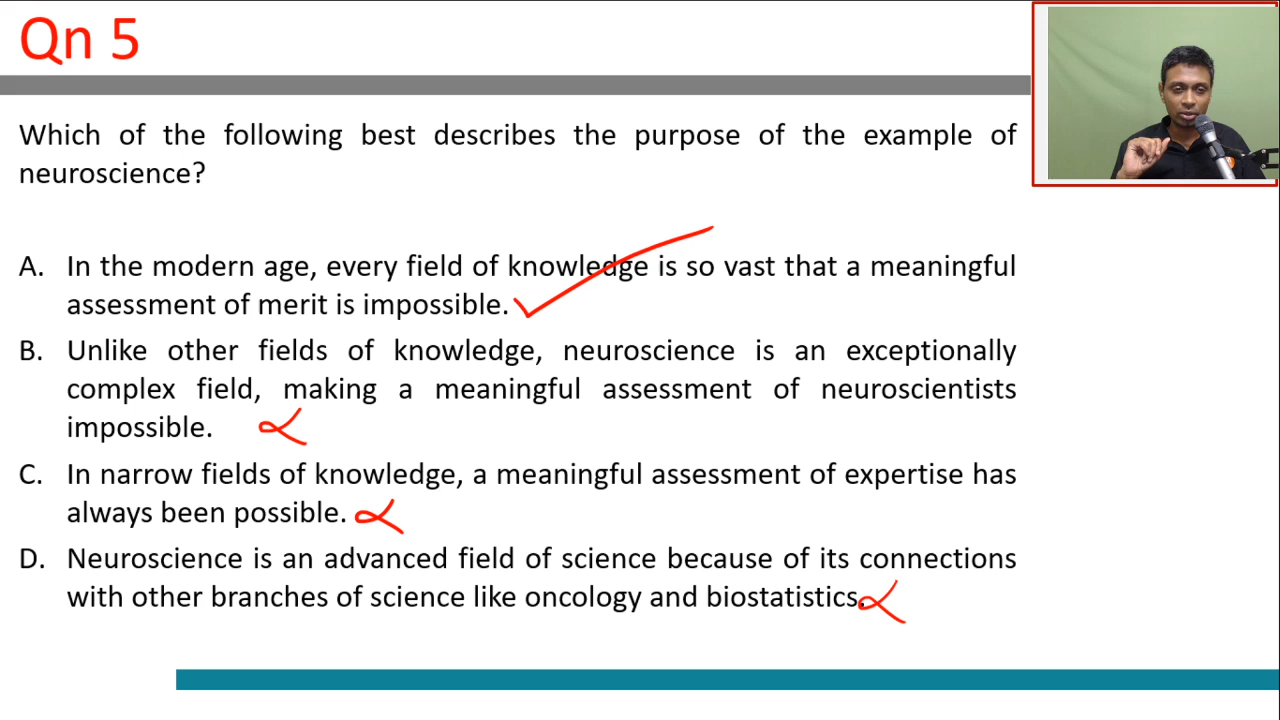 Qn 5
Which of the following best describes the purpose of the example of
neuroscience?
A. In the modern age, every field of knowledge is so vast that a meaningful
assessment of merit is impossible.
B. Unlike other fields of knowledge, neuroscience is an exceptionally
complex field, making a meaningful assessment of neuroscientists
impossible.
C. In narrow fields of knowledge, a meaningful assessment of expertise has
always been possible.
D. Neuroscience is an advanced field of science because of its connections
with other branches of science like oncology and biostatistics.